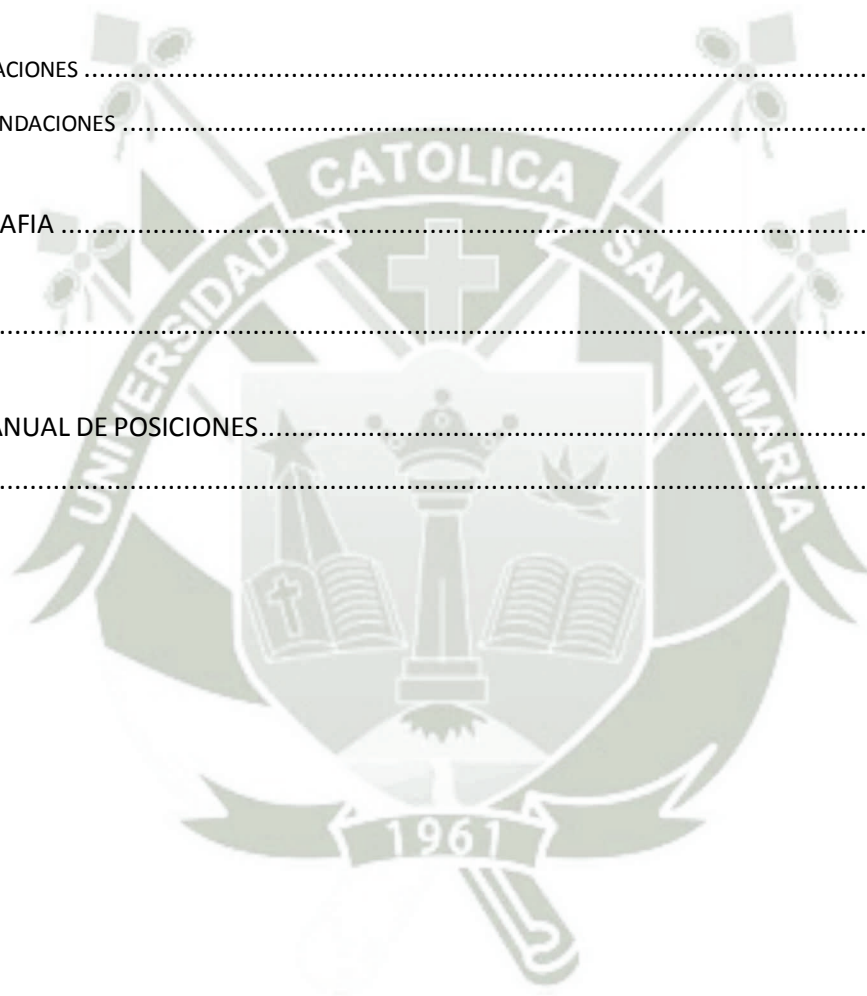 ACIONES ........................................................................
NDACIONES ........................................................................
AFIA ........................................................................
........................................................................
ANUAL DE POSICIONES ........................................................................
........................................................................
UNIVERSIDAD CATOLICA SANTA MARIA
1961